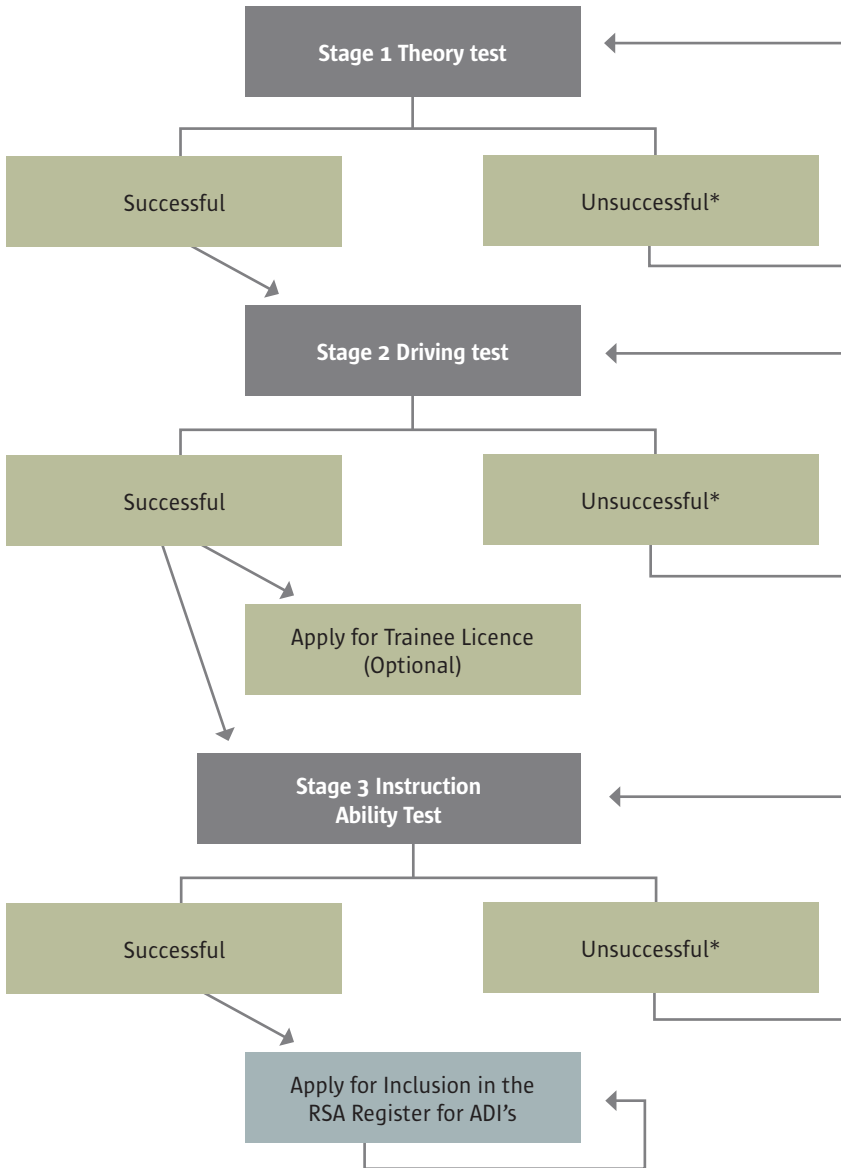 Stage 1 Theory test
Successful
Unsuccessful*
Stage 2 Driving test
Successful
Unsuccessful*
Apply for Trainee Licence
(Optional)
Stage 3 Instruction
Ability Test
Successful
Unsuccessful*
Apply for Inclusion in the
RSA Register for ADI’s